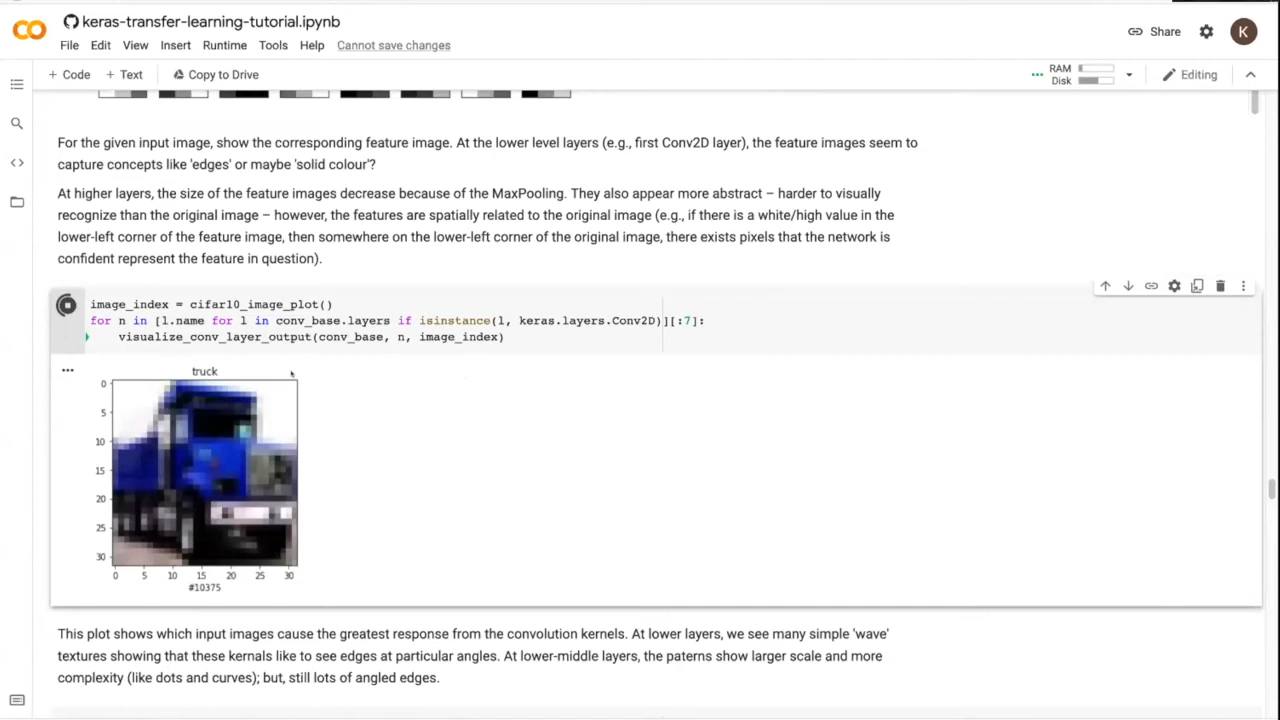 keras-transfer-learning-tutorial.ipynb
Share
K
File Edit View Insert Runtime Tools Help Cannot save changes
+ Code + Text Copy to Drive
RAM
Disk
Editing
For the given input image, show the corresponding feature image. At the lower level layers (e.g., first Conv2D layer), the feature images seem to
capture concepts like 'edges' or maybe 'solid colour'?
At higher layers, the size of the feature images decrease because of the MaxPooling. They also appear more abstract – harder to visually
recognize than the original image – however, the features are spatially related to the original image (e.g., if there is a white/high value in the
lower-left corner of the feature image, then somewhere on the lower-left corner of the original image, there exists pixels that the network is
confident represent the feature in question).
image_index = cifar10_image_plot()
for n in [l.name for l in conv_base.layers if isinstance(l, keras.layers.Conv2D)][:7]:
visualize_conv_layer_output(conv_base, n, image_index)
truck
0
5
10
15
20
25
30
0 5 10 15 20 25 30
#10375
This plot shows which input images cause the greatest response from the convolution kernels. At lower layers, we see many simple 'wave'
textures showing that these kernals like to see edges at particular angles. At lower-middle layers, the paterns show larger scale and more
complexity (like dots and curves); but, still lots of angled edges.